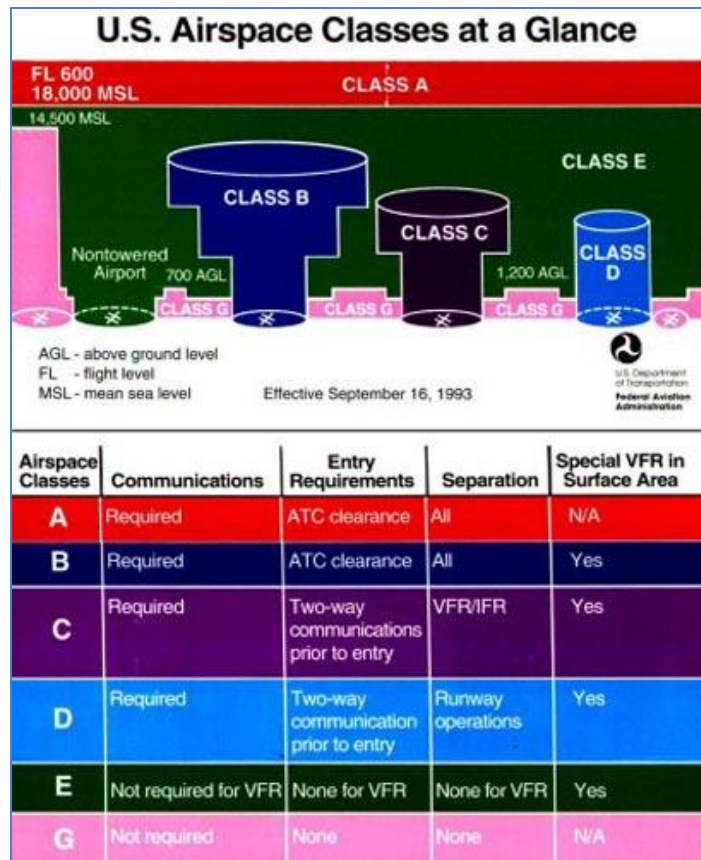 U.S. Airspace Classes at a Glance
FL 600
18,000 MSL
CLASS A
14,500 MSL
CLASS E
CLASS B
CLASS C
CLASS
D
Nontowered
Airport
700 AGL
1,200 AGL
CLASS G
CLASS G
CLASS G
AGL - above ground level
FL - flight level
MSL - mean sea level
Effective September 16, 1993
U.S. Department
of Transportation
Federal Aviation
Administration
Airspace
Classes
Communications
Entry
Requirements
Separation
Special VFR in
Surface Area
A
Required
ATC clearance
All
N/A
B
Required
ATC clearance
All
Yes
C
Required
Two-way
communications
prior to entry
VFR/IFR
Yes
D
Required
Two-way
communication
prior to entry
Runway
operations
Yes
E
Not required for VFR
None for VFR
None for VFR
Yes
G
Not required
None
None
N/A